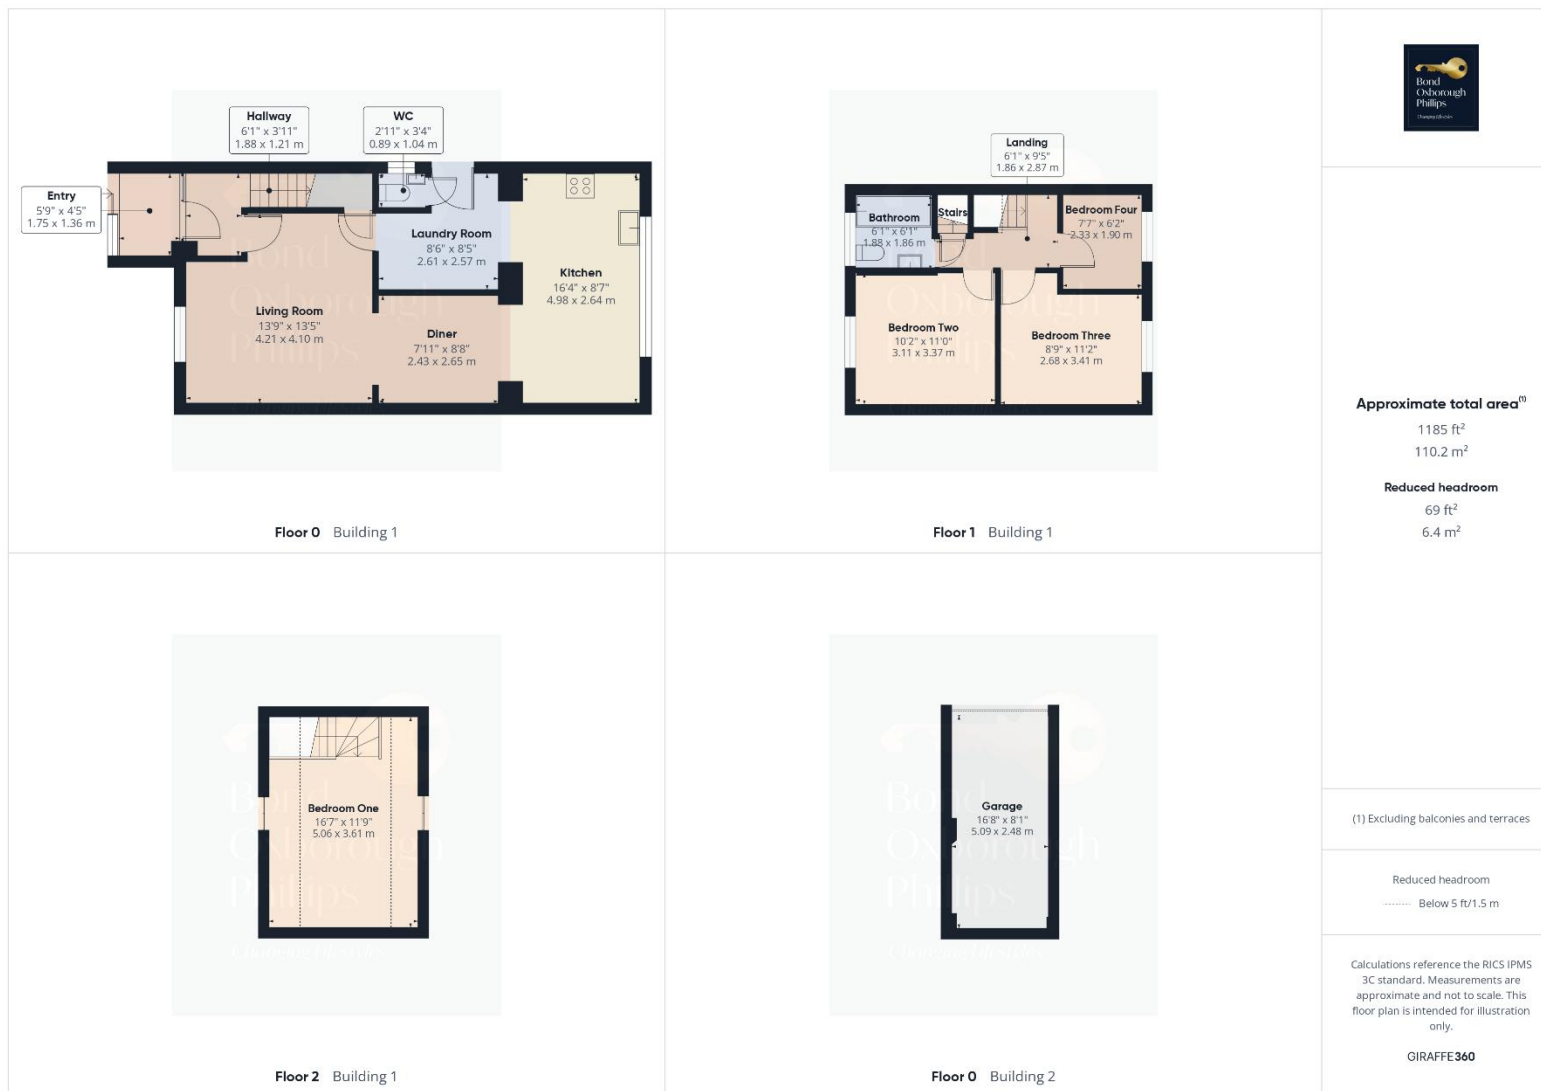 Hallway
6'1" x 3'11"
1.88 x 1.21 m
WC
2'11" x 3'4"
0.89 x 1.04 m
Entry
5'9" x 4'5"
1.75 x 1.36 m
Laundry Room
8'6" x 8'5"
2.61 x 2.57 m
Kitchen
16'4" x 8'7"
4.98 x 2.64 m
Living Room
13'9" x 13'5"
4.21 x 4.10 m
Diner
7'11" x 8'8"
2.43 x 2.65 m
Floor 0 Building 1
Landing
6'1" x 9'5"
1.86 x 2.87 m
Bathroom
6'1" x 6'1"
1.88 x 1.86 m
Stairs
Bedroom Four
7'7" x 6'2"
2.33 x 1.90 m
Bedroom Two
10'2" x 11'0"
3.11 x 3.37 m
Bedroom Three
8'9" x 11'2"
2.68 x 3.41 m
Floor 1 Building 1
Bedroom One
16'7" x 11'9"
5.06 x 3.61 m
Bond
Oxborough
Phillips
Changing Lifestyles
Floor 2 Building 1
Garage
16'8" x 8'1"
5.09 x 2.48 m
Bond
Oxborough
Phillips
Floor 0 Building 2
Bond
Oxborough
Phillips
Changing Lifestyles
Approximate total area(1)
1185 ft²
110.2 m²
Reduced headroom
69 ft²
6.4 m²
(1) Excluding balconies and terraces
Reduced headroom
Below 5 ft/1.5 m
Calculations reference the RICS IPMS
3C standard. Measurements are
approximate and not to scale. This
floor plan is intended for illustration
only.
GIRAFFE360